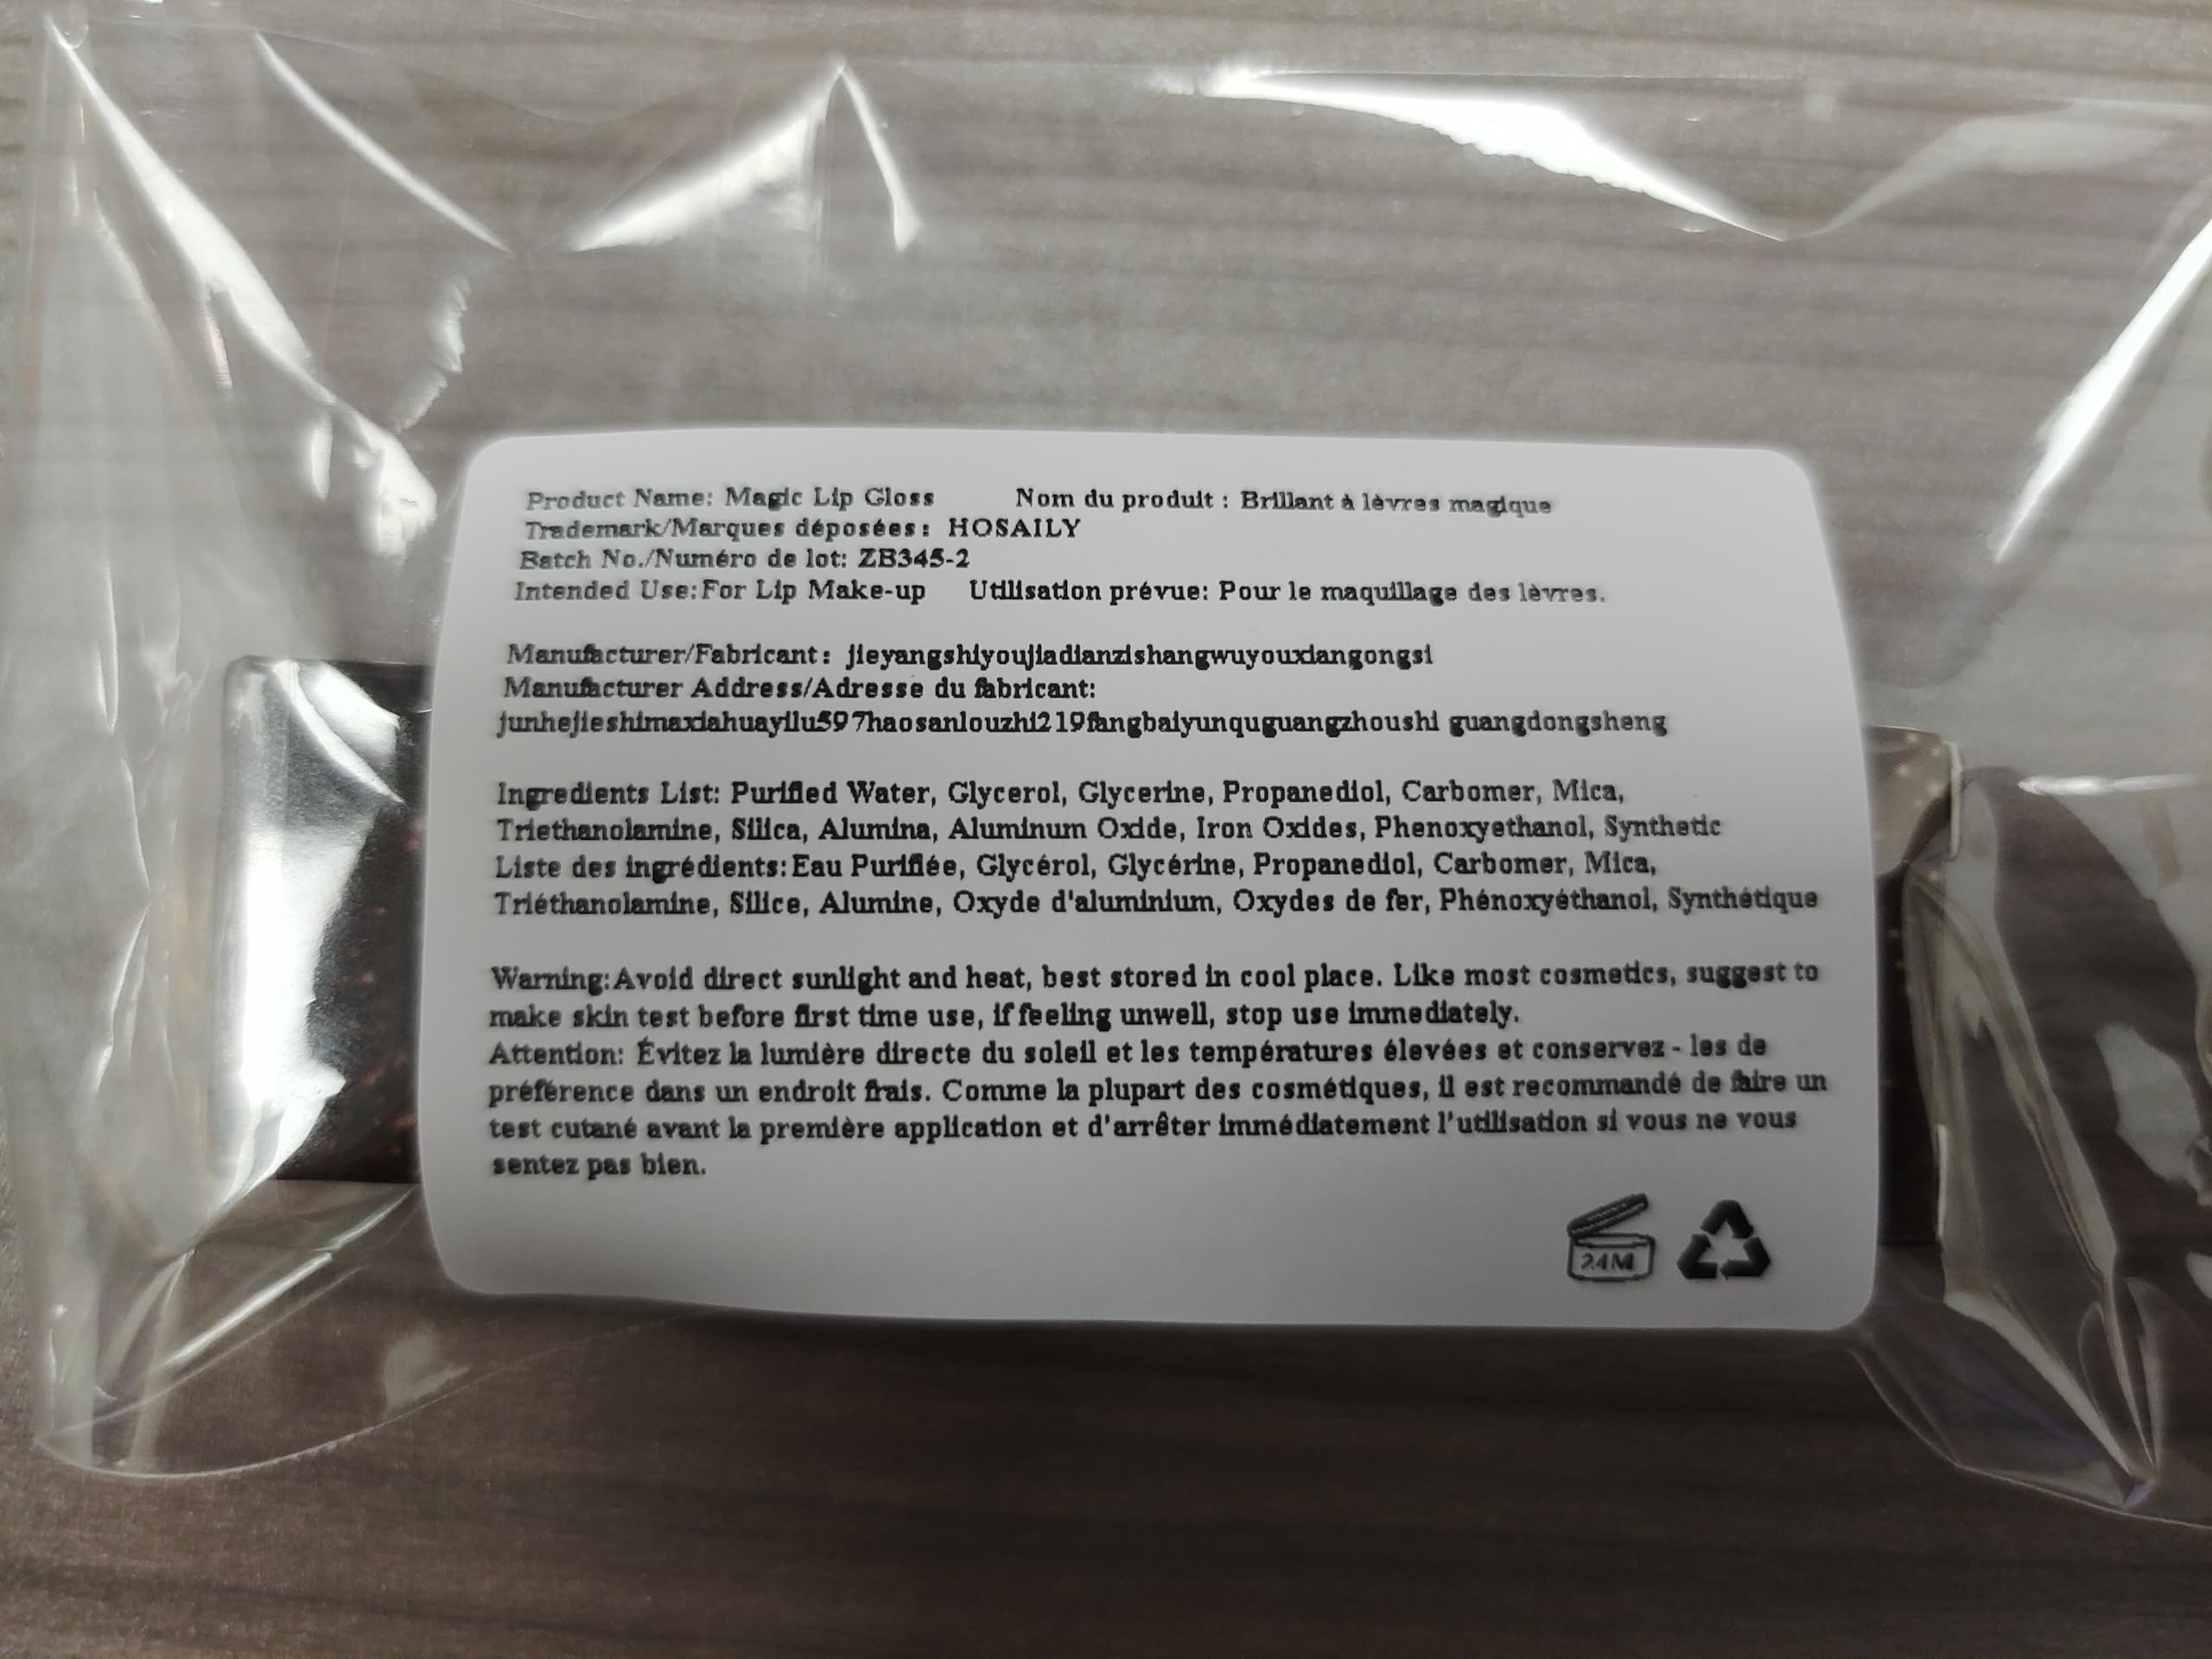 Product Name: Magic Lip Gloss Nom du produit : Brillant à lèvres magique
Trademark/Marques déposées: HOSAILY
Batch No./Numéro de lot: ZB345-2
Intended Use:For Lip Make-up Utilisation prévue: Pour le maquillage des lèvres.
Manufacturer/Fabricant: jieyangshiyoujiadianzishangwuyouxiangongsi
Manufacturer Address/Adresse du fabricant:
junhejieshimaxiahuayilu597haosanlouzhi219fangbaiyunquguangzhoushi guangdongsheng
Ingredients List: Purified Water, Glycerol, Glycerine, Propanediol, Carbomer, Mica,
Triethanolamine, Silica, Alumina, Aluminum Oxide, Iron Oxides, Phenoxyethanol, Synthetic
Liste des ingrédients:Eau Purifiée, Glycérol, Glycérine, Propanediol, Carbomer, Mica,
Triéthanolamine, Silice, Alumine, Oxyde d'aluminium, Oxydes de fer, Phénoxyéthanol, Synthétique
Warning:Avoid direct sunlight and heat, best stored in cool place. Like most cosmetics, suggest to
make skin test before first time use, if feeling unwell, stop use immediately.
Attention: Évitez la lumière directe du soleil et les températures élevées et conservez - les de
préférence dans un endroit frais. Comme la plupart des cosmétiques, il est recommandé de faire un
test cutané avant la première application et d'arrêter immédiatement l'utilisation si vous ne vous
sentez pas bien.
24M